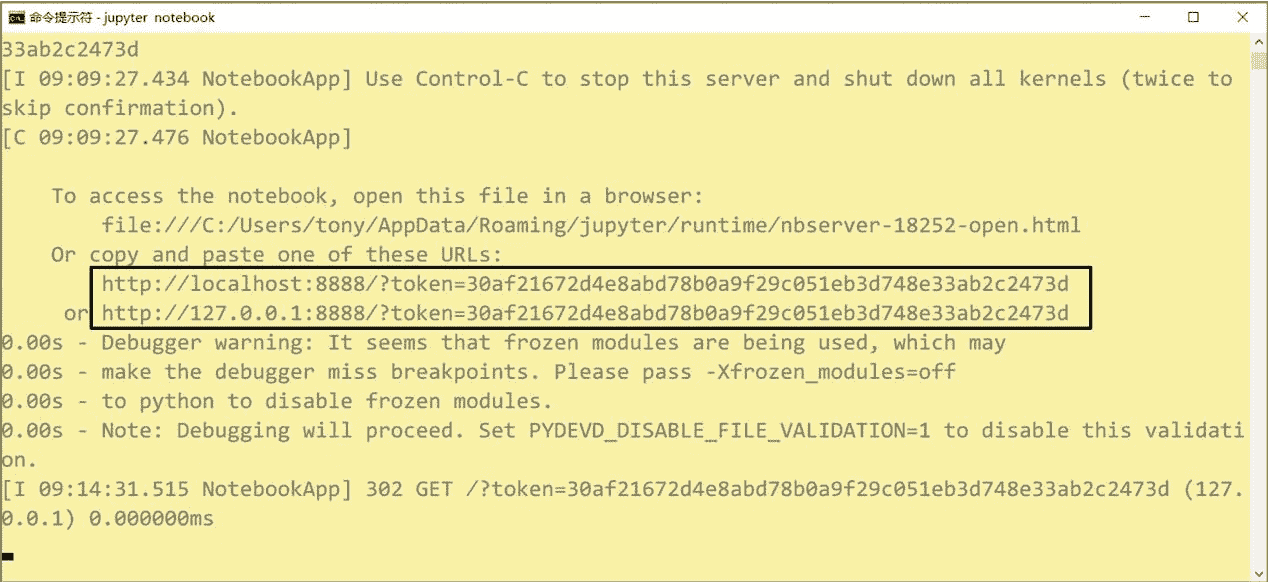 命令提示符 - jupyter notebook
33ab2c2473d
[I 09:09:27.434 NotebookApp] Use Control-C to stop this server and shut down all kernels (twice to
skip confirmation).
[C 09:09:27.476 NotebookApp]
To access the notebook, open this file in a browser:
file:///C:/Users/tony/AppData/Roaming/jupyter/runtime/nbserver-18252-open.html
Or copy and paste one of these URLs:
http://localhost:8888/?token=30af21672d4e8abd78b0a9f29c051eb3d748e33ab2c2473d
or http://127.0.0.1:8888/?token=30af21672d4e8abd78b0a9f29c051eb3d748e33ab2c2473d
0.00s - Debugger warning: It seems that frozen modules are being used, which may
0.00s - make the debugger miss breakpoints. Please pass -Xfrozen_modules=off
0.00s - to python to disable frozen modules.
0.00s - Note: Debugging will proceed. Set PYDEVD_DISABLE_FILE_VALIDATION=1 to disable this validati
on.
[I 09:14:31.515 NotebookApp] 302 GET /?token=30af21672d4e8abd78b0a9f29c051eb3d748e33ab2c2473d (127.
0.0.1) 0.000000ms